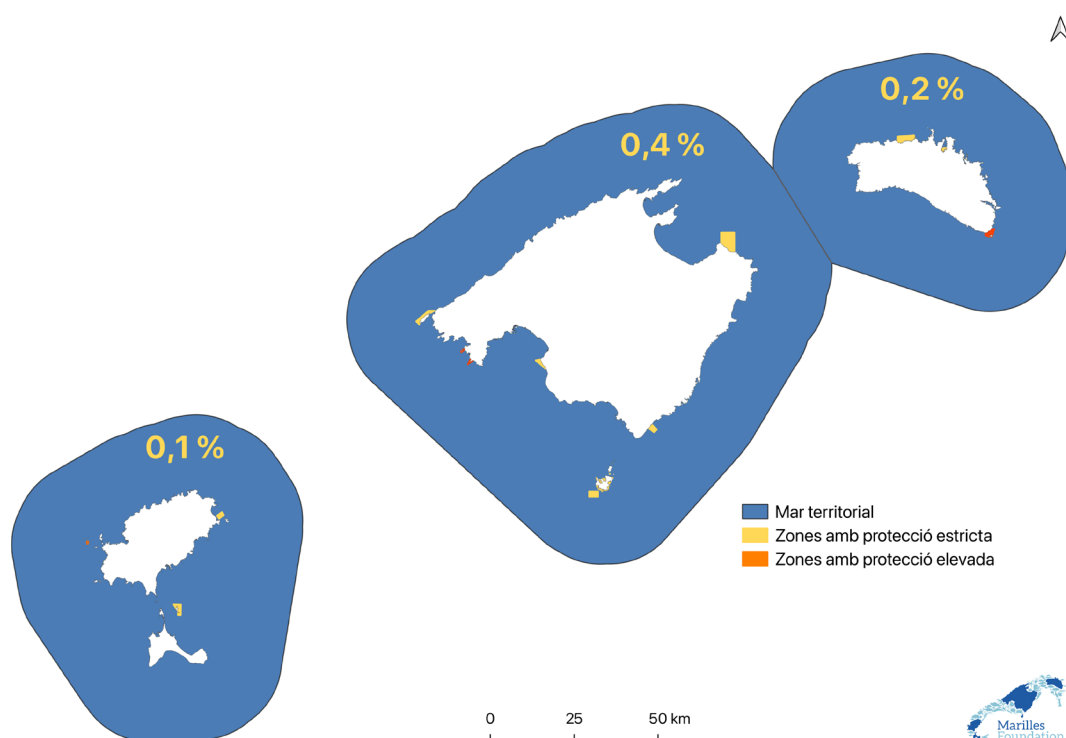 0,2 %
0,4 %
0,1 %
Mar territorial
Zones amb protecció estricta
Zones amb protecció elevada
0 25 50 km
Marilles
Foundation